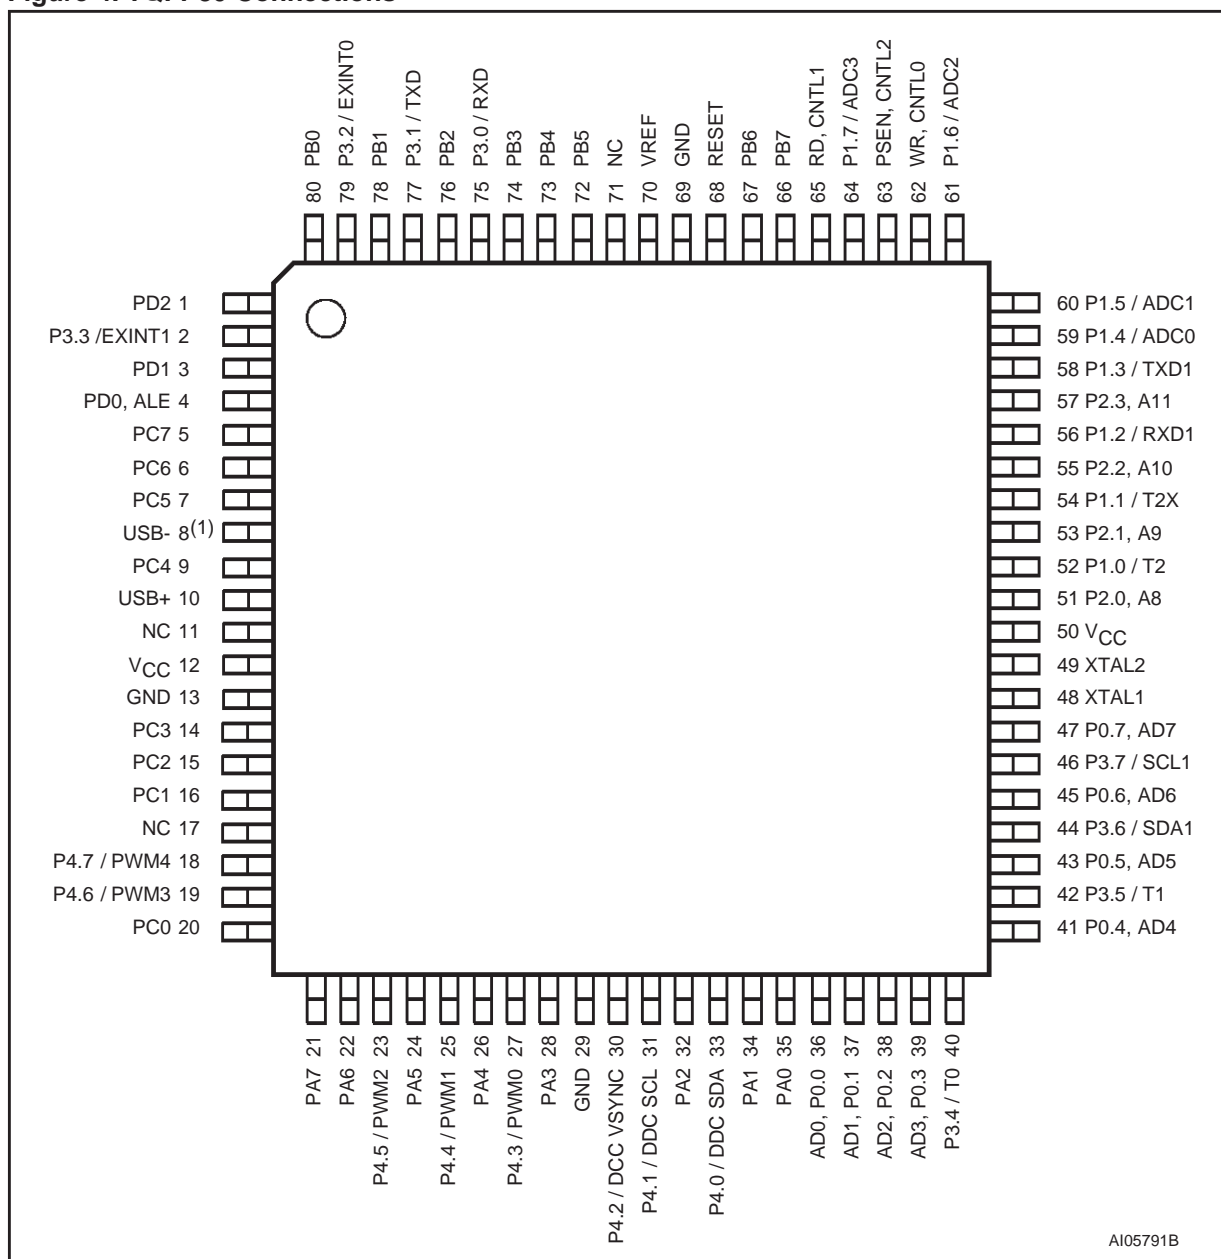 80 PB0
79 P3.2 / EXINT0
78 PB1
77 P3.1 / TXD
76 PB2
75 P3.0 / RXD
74 PB3
73 PB4
72 PB5
71 NC
70 VREF
69 GND
68 RESET
67 PB6
66 PB7
65 RD, CNTL1
64 P1.7 / ADC3
63 PSEN, CNTL2
62 WR, CNTL0
61 P1.6 / ADC2
PD2 1
P3.3 /EXINT1 2
PD1 3
PD0, ALE 4
PC7 5
PC6 6
PC5 7
USB- 8(1)
PC4 9
USB+ 10
NC 11
VCC 12
GND 13
PC3 14
PC2 15
PC1 16
NC 17
P4.7 / PWM4 18
P4.6 / PWM3 19
PC0 20
60 P1.5 / ADC1
59 P1.4 / ADC0
58 P1.3 / TXD1
57 P2.3, A11
56 P1.2 / RXD1
55 P2.2, A10
54 P1.1 / T2X
53 P2.1, A9
52 P1.0 / T2
51 P2.0, A8
50 VCC
49 XTAL2
48 XTAL1
47 P0.7, AD7
46 P3.7 / SCL1
45 P0.6, AD6
44 P3.6 / SDA1
43 P0.5, AD5
42 P3.5 / T1
41 P0.4, AD4
PA7 21
PA6 22
P4.5 / PWM2 23
PA5 24
P4.4 / PWM1 25
PA4 26
P4.3 / PWM0 27
PA3 28
GND 29
P4.2 / DCC VSYNC 30
P4.1 / DDC SCL 31
PA2 32
P4.0 / DDC SDA 33
PA1 34
PA0 35
AD0, P0.0 36
AD1, P0.1 37
AD2, P0.2 38
AD3, P0.3 39
P3.4 / T0 40
AI05791B